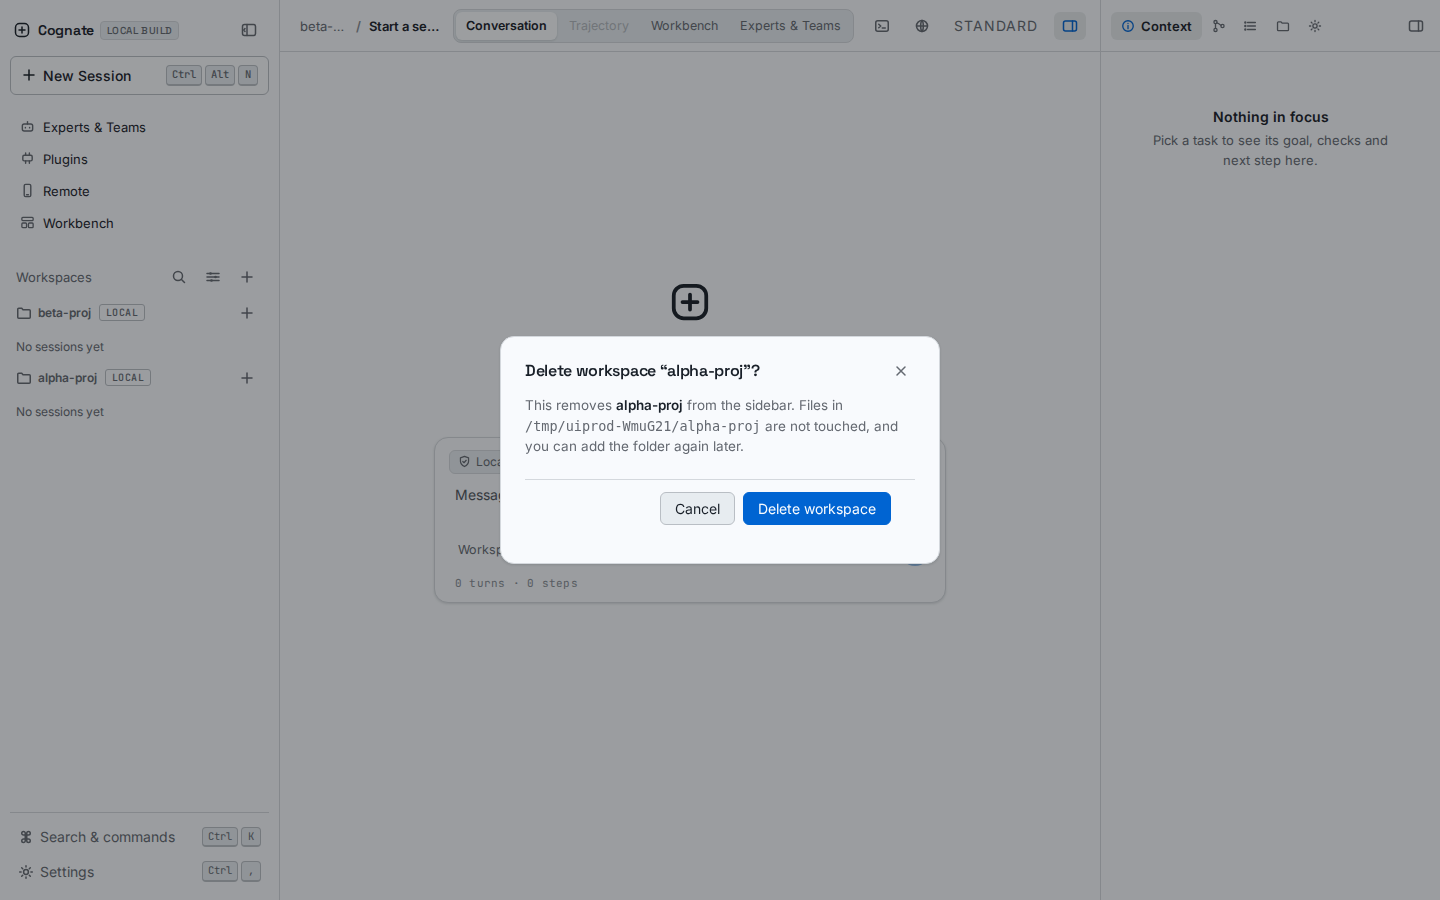 Cognate LOCAL BUILD
New Session Ctrl Alt N
Experts & Teams
Plugins
Remote
Workbench
Workspaces
beta-proj LOCAL
No sessions yet
alpha-proj LOCAL
No sessions yet
Search & commands Ctrl K
Settings Ctrl ,
beta-... / Start a se... Conversation Trajectory Workbench Experts & Teams STANDARD
Delete workspace “alpha-proj”?
This removes alpha-proj from the sidebar. Files in
/tmp/uiprod-WmuG21/alpha-proj are not touched, and
you can add the folder again later.
Cancel Delete workspace
0 turns · 0 steps
Context
Nothing in focus
Pick a task to see its goal, checks and
next step here.